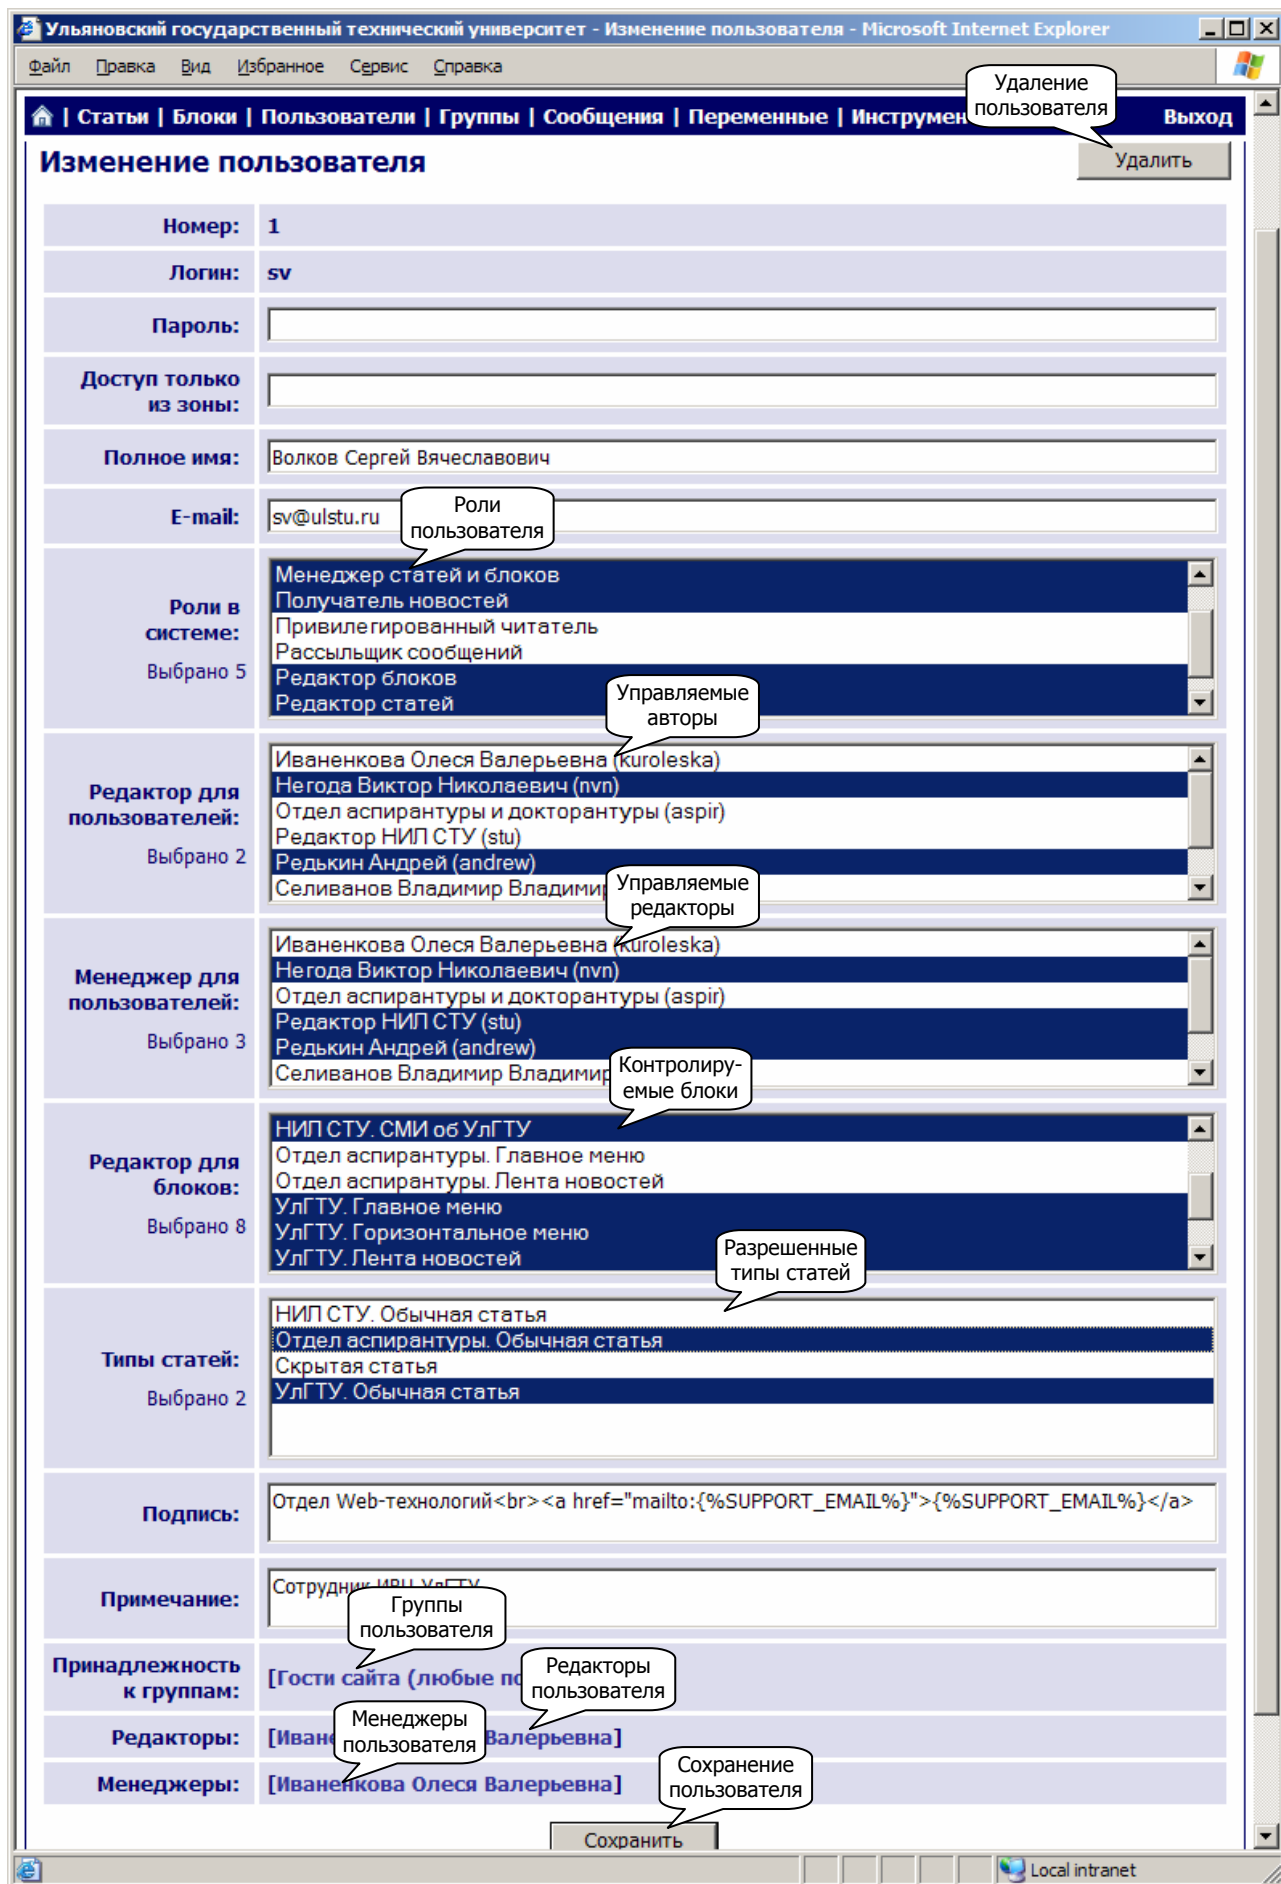 Ульяновский государственный технический университет - Изменение пользователя - Microsoft Internet Explorer
Файл Правка Вид Избранное Сервис Справка
Удаление
пользователя
| Статьи | Блоки | Пользователи | Группы | Сообщения | Переменные | Выход
Изменение пользователя
Удалить
Номер: 1
Логин: sv
Пароль:
Доступ только
из зоны:
Полное имя: Волков Сергей Вячеславович
E-mail: sv@ulstu.ru
Роли
пользователя
Роли в
системе:
Выбрано 5
Менеджер статей и блоков
Получатель новостей
Привилегированный читатель
Рассыльщик сообщений
Редактор блоков
Редактор статей
Управляемые
авторы
Редактор для
пользователей:
Выбрано 2
Иваненкова Олеся Валерьевна (kuroleska)
Негода Виктор Николаевич (nvn)
Отдел аспирантуры и докторантуры (aspir)
Редактор НИЛ СТУ (stu)
Редькин Андрей (andrew)
Селиванов Владимир
Управляемые
редакторы
Менеджер для
пользователей:
Выбрано 3
Иваненкова Олеся Валерьевна (kuroleska)
Негода Виктор Николаевич (nvn)
Отдел аспирантуры и докторантуры (aspir)
Редактор НИЛ СТУ (stu)
Редькин Андрей (andrew)
Селиванов Владимир
Контролиру-
емые блоки
Редактор для
блоков:
Выбрано 8
НИЛ СТУ. СМИ об УлГТУ
Отдел аспирантуры. Главное меню
Отдел аспирантуры. Лента новостей
УлГТУ. Главное меню
УлГТУ. Горизонтальное меню
УлГТУ. Лента новостей
Разрешенные
типы статей
Типы статей:
Выбрано 2
НИЛ СТУ. Обычная статья
Отдел аспирантуры. Обычная статья
Скрытая статья
УлГТУ. Обычная статья
Подпись: Отдел Web-технологий<br><a href="mailto:{%SUPPORT_EMAIL%}">{%SUPPORT_EMAIL%}</a>
Примечание: Сотрудник ИВЦ УлГТУ
Группы
пользователя
Принадлежность
к группам:
[Гости сайта (любые
Редакторы
пользователя
Редакторы: Валерьевна]
Менеджеры
пользователя
Менеджеры: [Иваненкова Олеся Валерьевна]
Сохранение
пользователя
Сохранить
Local intranet